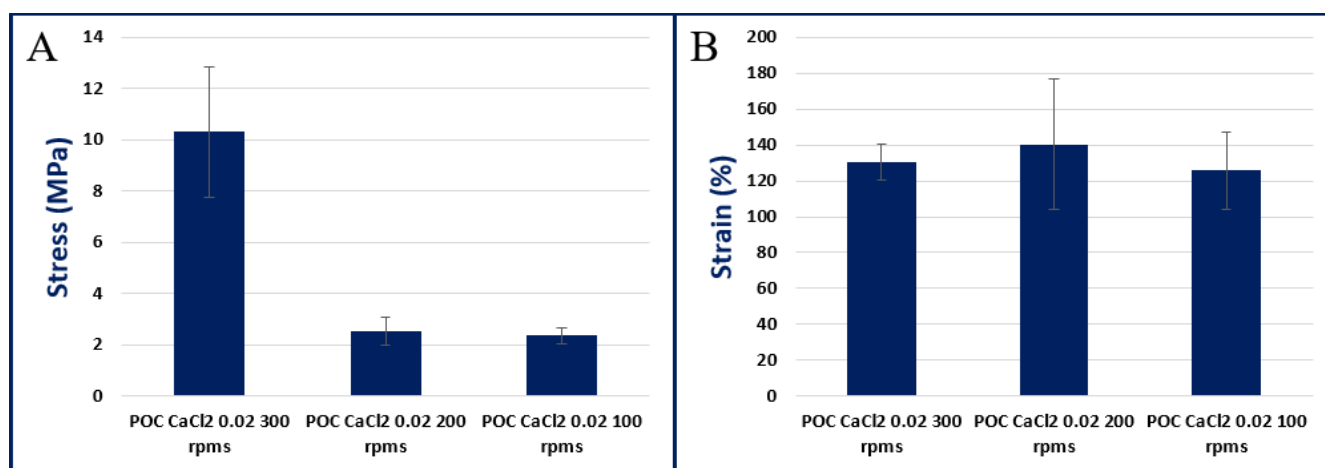 A
Stress (MPa)
14
12
10
8
6
4
2
0
POC CaCl2 0.02 300 POC CaCl2 0.02 200 POC CaCl2 0.02 100
rpms rpms rpms
B
Strain (%)
200
180
160
140
120
100
80
60
40
20
0
POC CaCl2 0.02 300 POC CaCl2 0.02 200 POC CaCl2 0.02 100
rpms rpms rpms